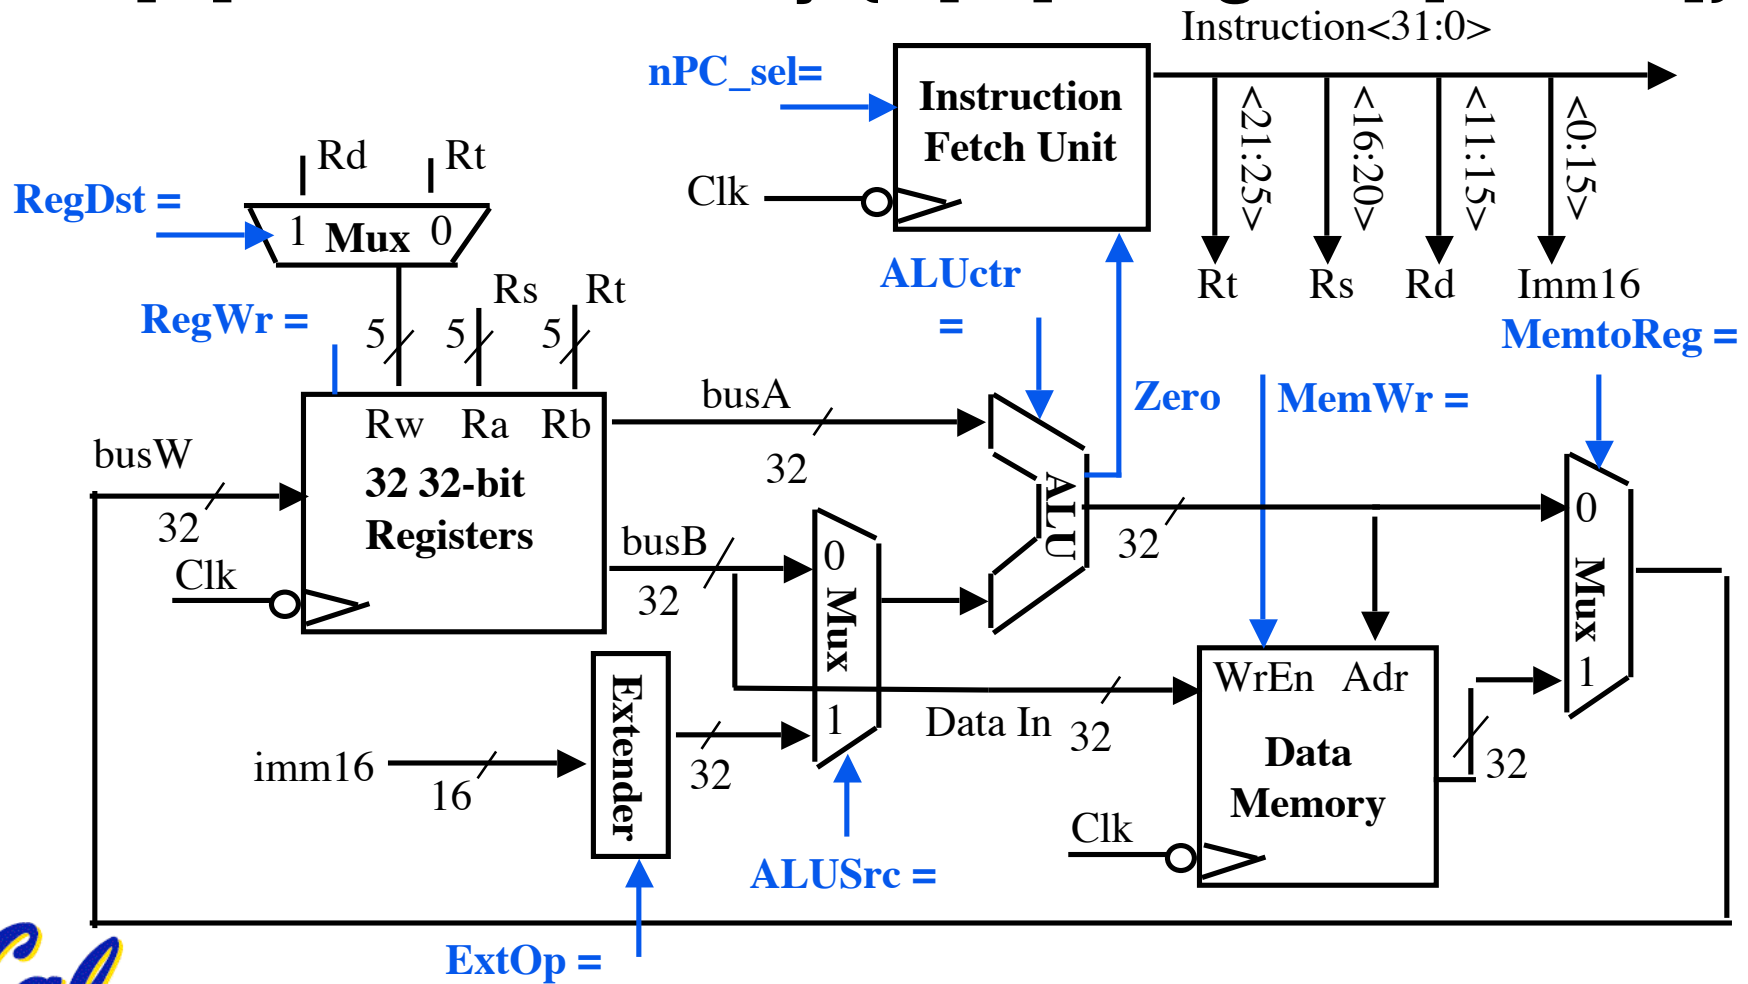 Instruction<31:0>
nPC_sel=
Instruction
Fetch Unit
Clk
<21:25>
<16:20>
<11:15>
<0:15>
Rt
Rs
Rd
Imm16
Rd
Rt
RegDst =
1 Mux 0
RegWr =
Rs
Rt
5
5
5
ALUctr
=
MemtoReg =
Zero
MemWr =
busA
32
Rw Ra Rb
32 32-bit
Registers
busW
32
Clk
busB
32
0
Mux
1
ALU
32
0
Mux
1
Extender
imm16
16
32
Data In
32
WrEn Adr
Data
Memory
32
Clk
ALUSrc =
ExtOp =
Cal